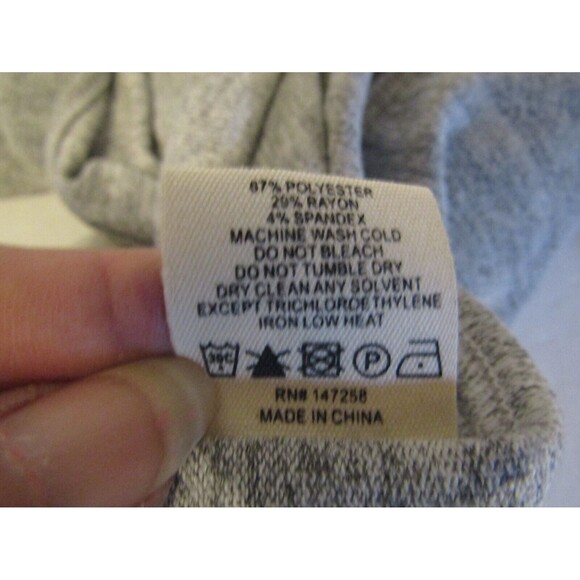 67% POLYESTER
29% RAYON
4% SPANDEX
MACHINE WASH COLD
DO NOT BLEACH
DO NOT TUMBLE DRY
DRY CLEAN ANY SOLVENT
EXCEPT TRICHLOROETHYLENE
IRON LOW HEAT
30C P
RN# 147258
MADE IN CHINA